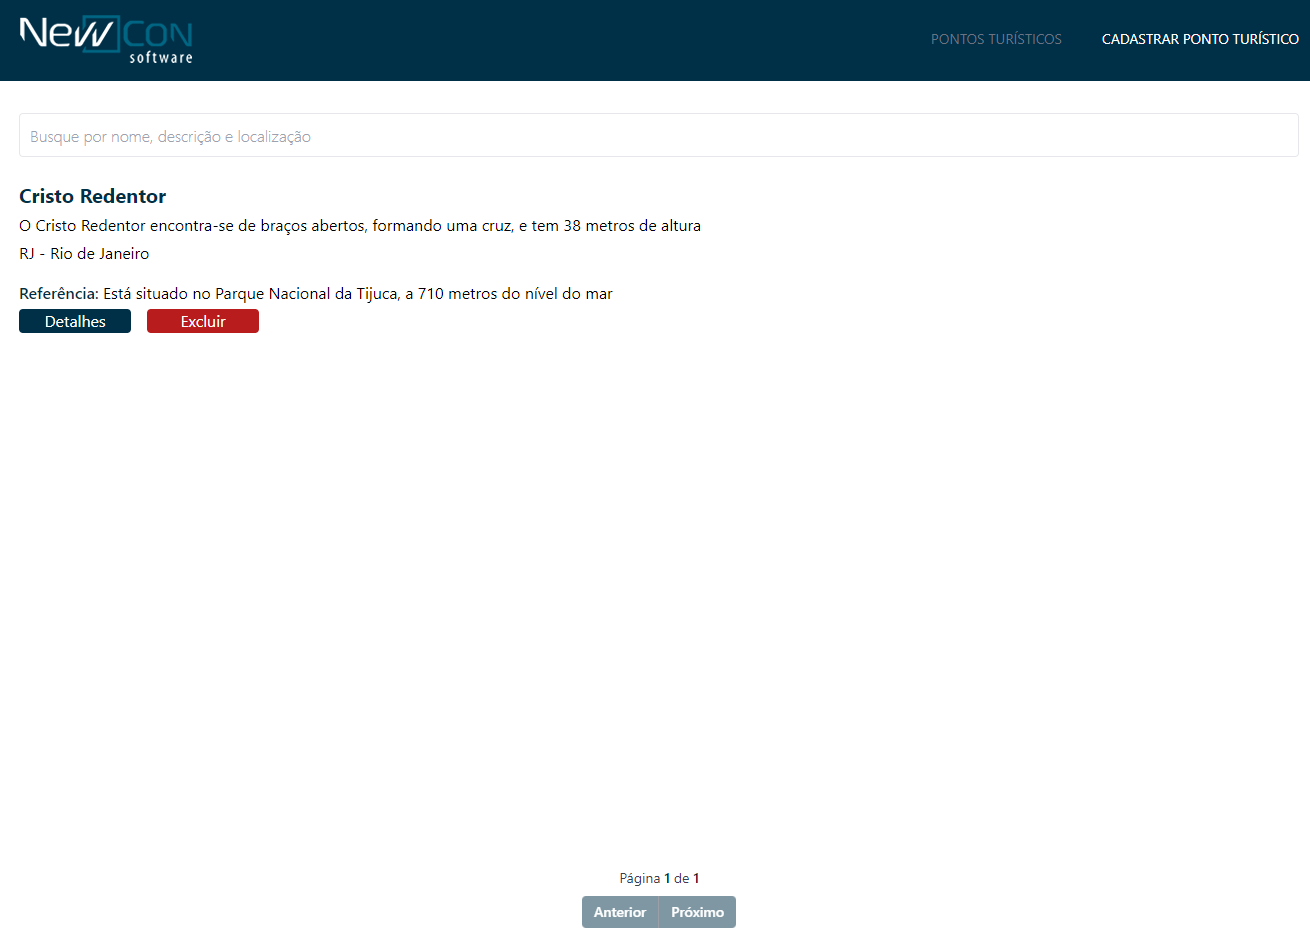 NewCon
software
PONTOS TURÍSTICOS
CADASTRAR PONTO TURÍSTICO
Busque por nome, descrição e localização
Cristo Redentor
O Cristo Redentor encontra-se de braços abertos, formando uma cruz, e tem 38 metros de altura
RJ - Rio de Janeiro
Referência: Está situado no Parque Nacional da Tijuca, a 710 metros do nível do mar
Detalhes
Excluir
Página 1 de 1
Anterior
Próximo